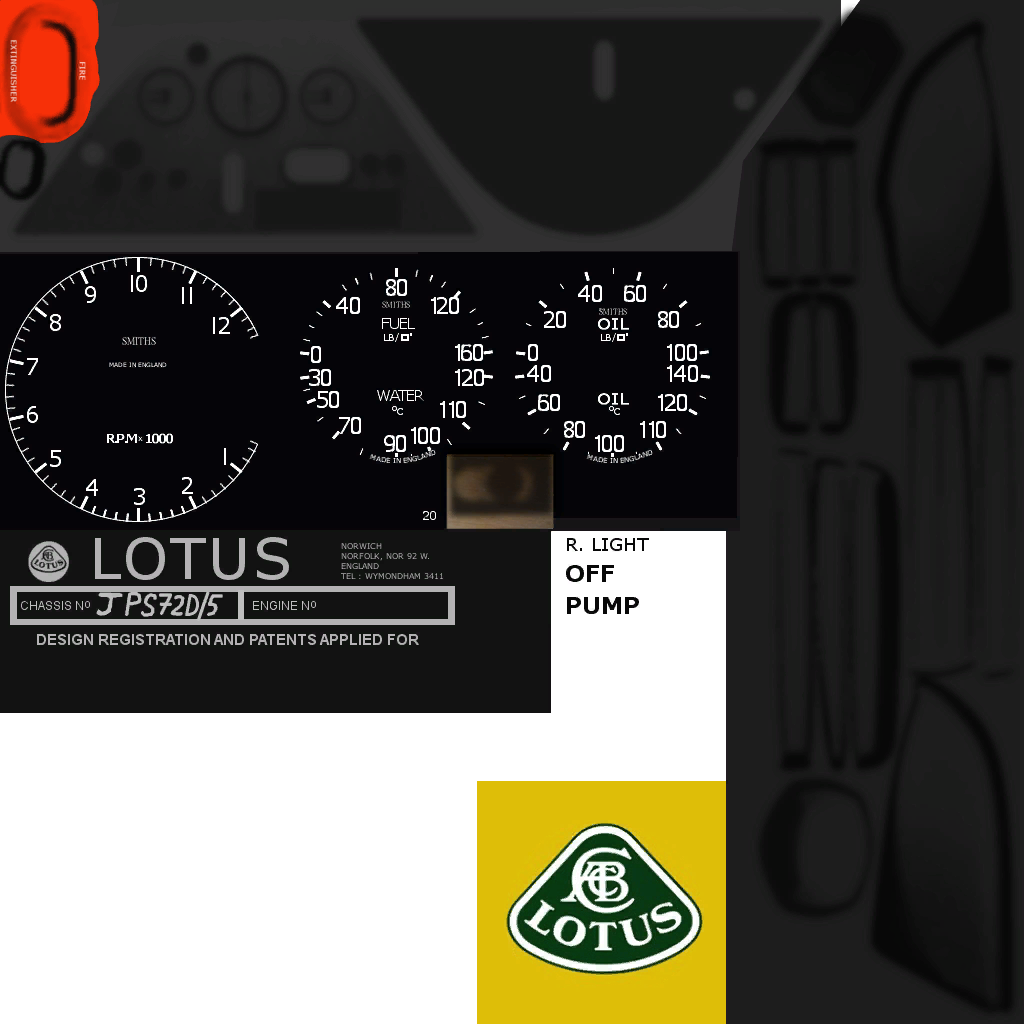 EXTINGUISHER
FIRE
10
9
11
8
12
SMITHS
7
MADE IN ENGLAND
6
R.P.M× 1000
5
1
4
2
3
80
40
120
SMITHS
FUEL
LB/□"
0
160
30
120
50
WATER
°C
110
70
100
90
MADE IN ENGLAND
20
40
60
SMITHS
20
OIL
80
LB/□"
0
100
40
140
60
OIL
120
°C
80
110
100
MADE IN ENGLAND
LOTUS
NORWICH
NORFOLK, NOR 92 W.
ENGLAND
TEL : WYMONDHAM 3411
CHASSIS Nº JPS72D/5 ENGINE Nº
DESIGN REGISTRATION AND PATENTS APPLIED FOR
R. LIGHT
OFF
PUMP
ACBC
LOTUS